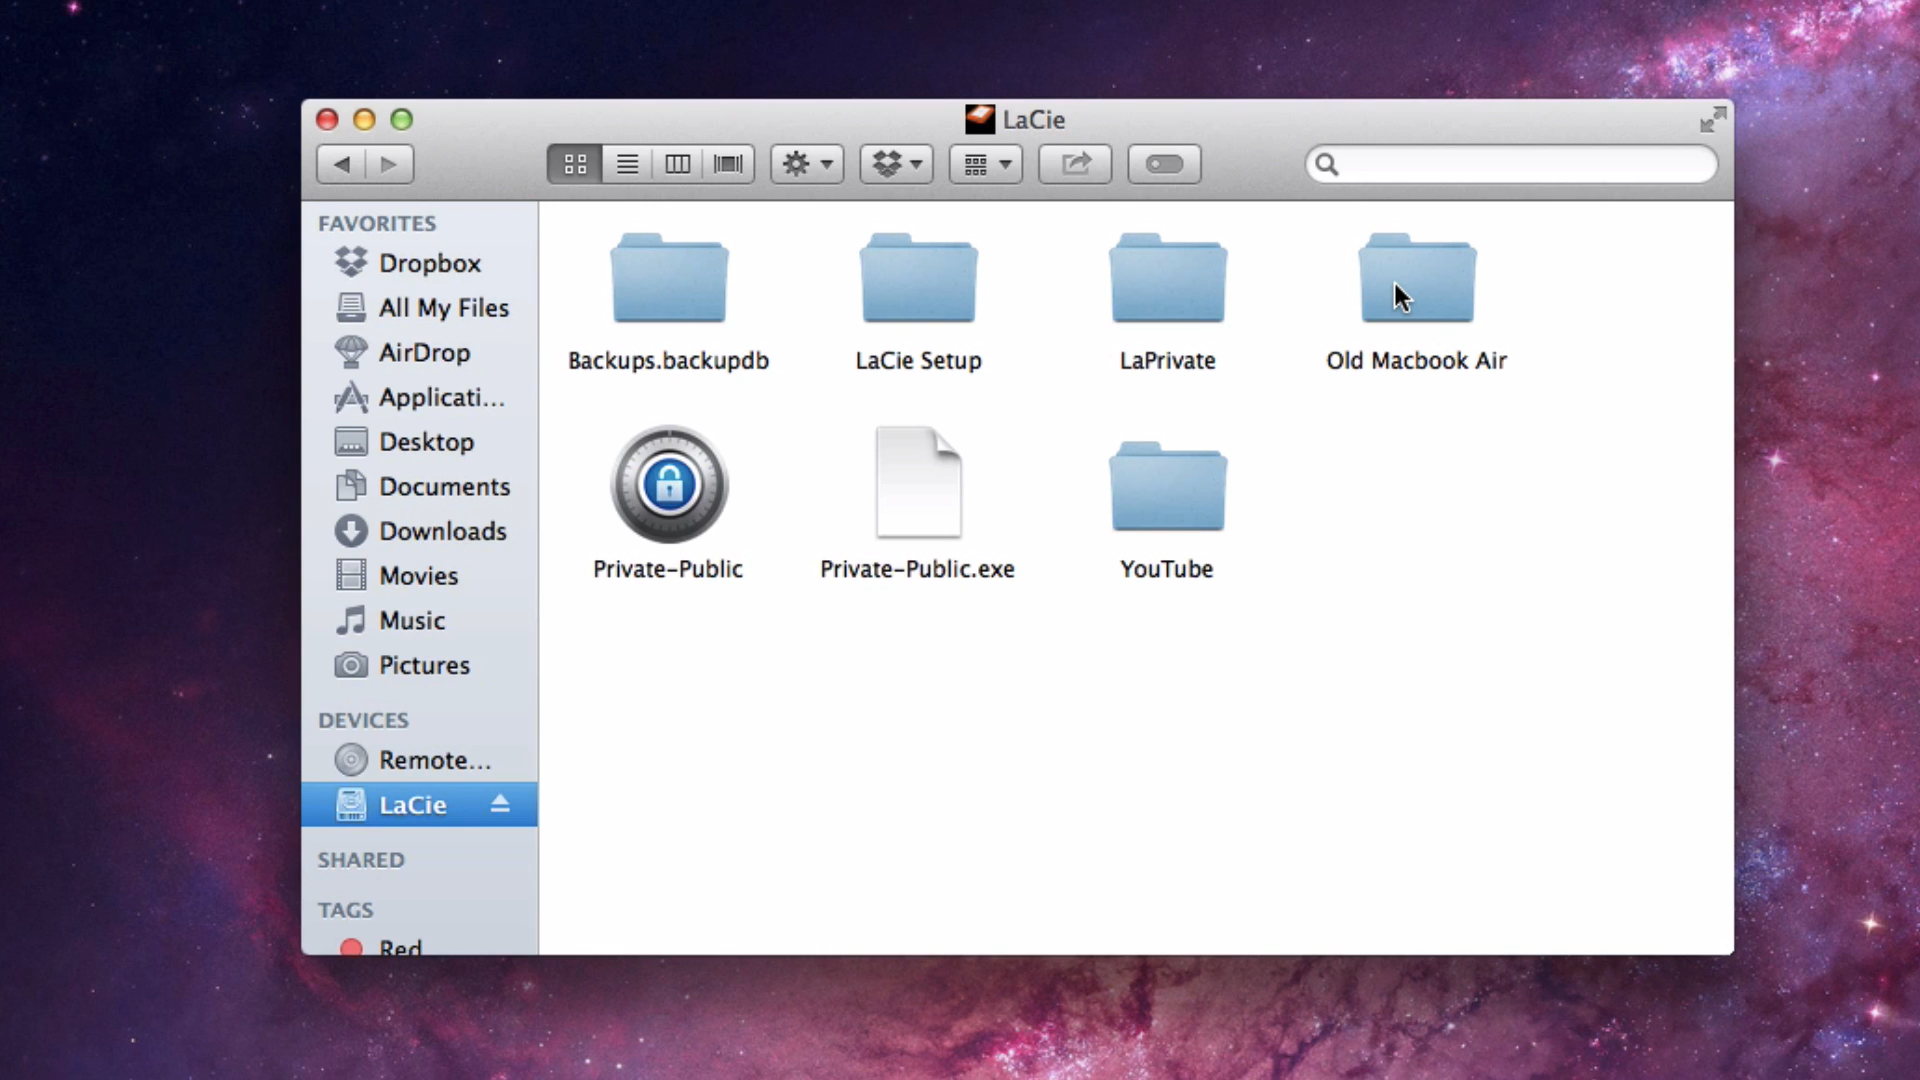 LaCie
FAVORITES
Dropbox
All My Files
AirDrop
Applicati...
Desktop
Documents
Downloads
Movies
Music
Pictures
DEVICES
Remote...
LaCie
SHARED
TAGS
Red
Backups.backupdb
LaCie Setup
LaPrivate
Old Macbook Air
Private-Public
Private-Public.exe
YouTube